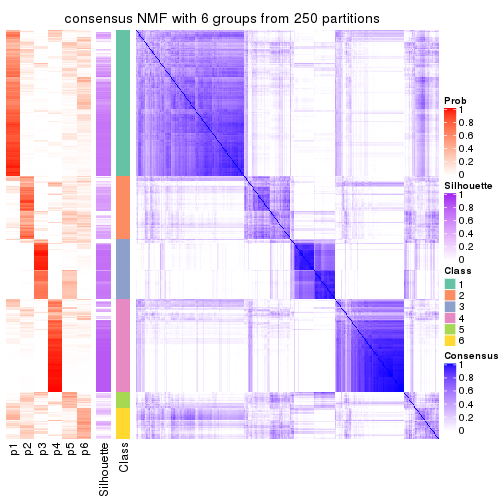 consensus NMF with 6 groups from 250 partitions
Prob
1
0.8
0.6
0.4
0.2
0
Silhouette
1
0.8
0.6
0.4
0.2
0
Class
1
2
3
4
5
6
Consensus
1
0.8
0.6
0.4
0.2
0
p1
p2
p3
p4
p5
p6
Silhouette
Class